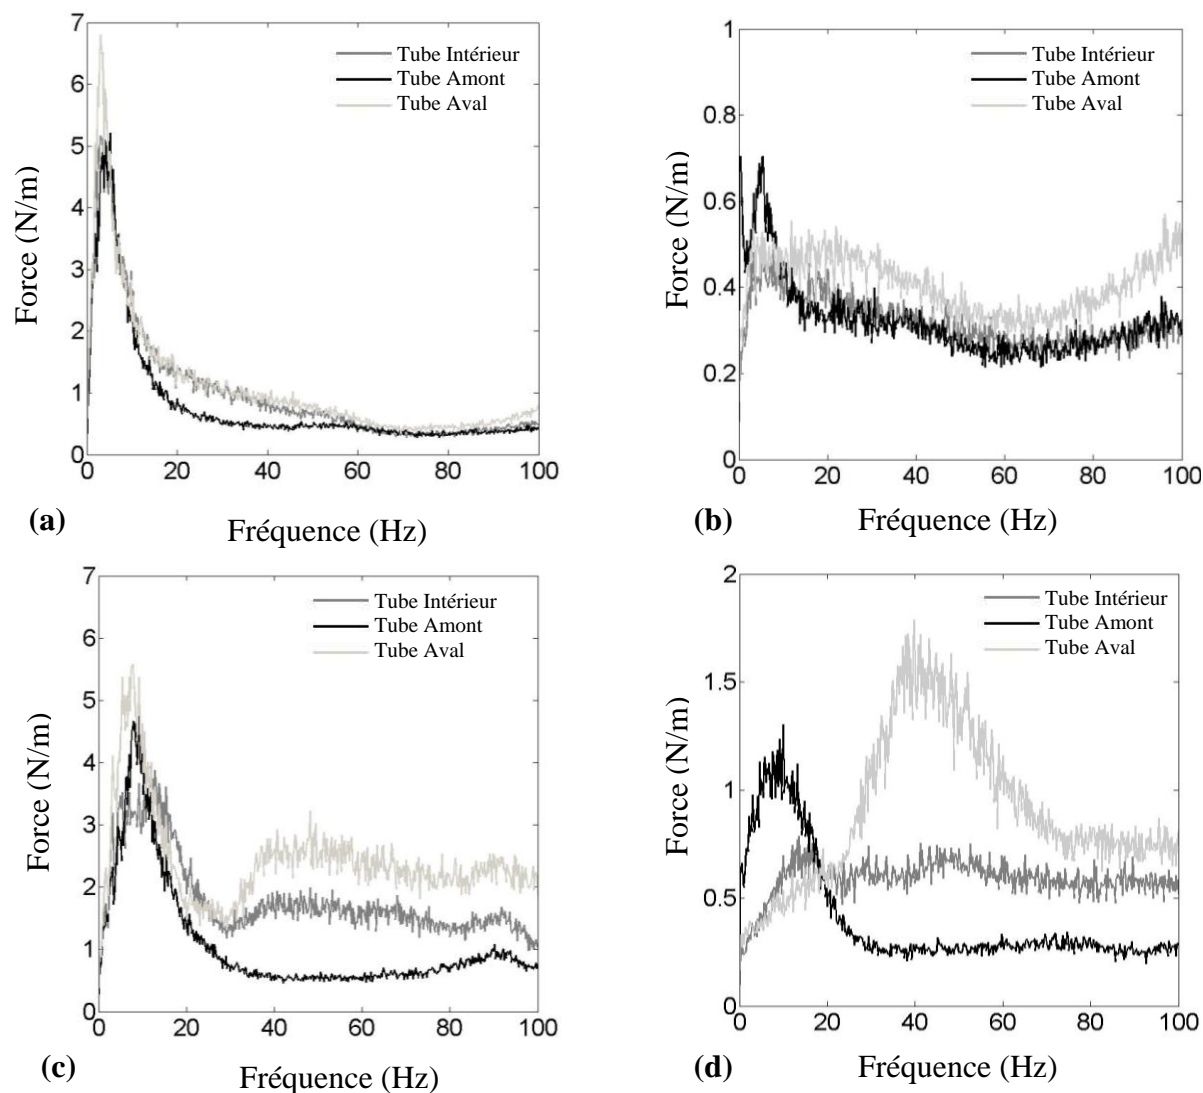 7
6
5
4
3
2
1
0
0 20 40 60 80 100
Force (N/m)
Tube Intérieur
Tube Amont
Tube Aval
(a)
Fréquence (Hz)
1
0.8
0.6
0.4
0.2
0
0 20 40 60 80 100
Force (N/m)
Tube Intérieur
Tube Amont
Tube Aval
(b)
Fréquence (Hz)
7
6
5
4
3
2
1
0
0 20 40 60 80 100
Force (N/m)
Tube Intérieur
Tube Amont
Tube Aval
(c)
Fréquence (Hz)
2
1.5
1
0.5
0
0 20 40 60 80 100
Force (N/m)
Tube Intérieur
Tube Amont
Tube Aval
(d)
Fréquence (Hz)